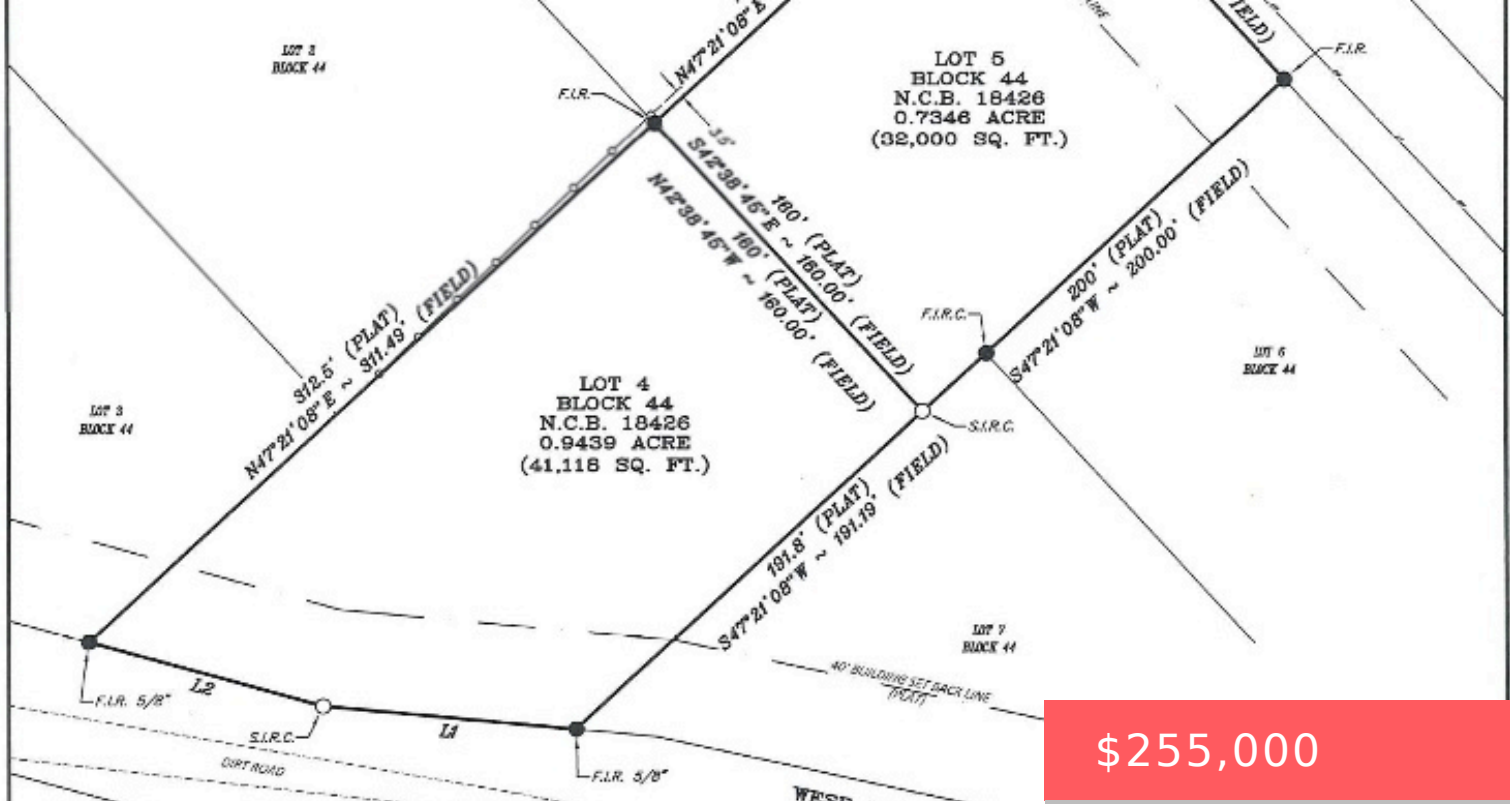 LOT 2
BLOCK 44
N47°21'08"E
F.I.R.
3.5'
LOT 5
BLOCK 44
N.C.B. 18426
0.7346 ACRE
(32,000 SQ. FT.)
F.I.R.
160' (PLAT)
S42°38'45"E ~ 160.00' (FIELD)
160' (PLAT)
N42°38'45"W ~ 160.00' (FIELD)
200' (PLAT)
S47°21'08"W ~ 200.00' (FIELD)
F.I.R.C.
312.5' (PLAT)
N47°21'08"E ~ 311.49' (FIELD)
LOT 6
BLOCK 44
LOT 3
BLOCK 44
LOT 4
BLOCK 44
N.C.B. 18426
0.9439 ACRE
(41,118 SQ. FT.)
S.I.R.C.
191.8' (PLAT)
S47°21'08"W ~ 191.19' (FIELD)
LOT 7
BLOCK 44
40' BUILDING SET BACK LINE
(PLAT)
L2
F.I.R. 5/8"
S.I.R.C.
L1
DIRT ROAD
F.I.R. 5/8"
$255,000